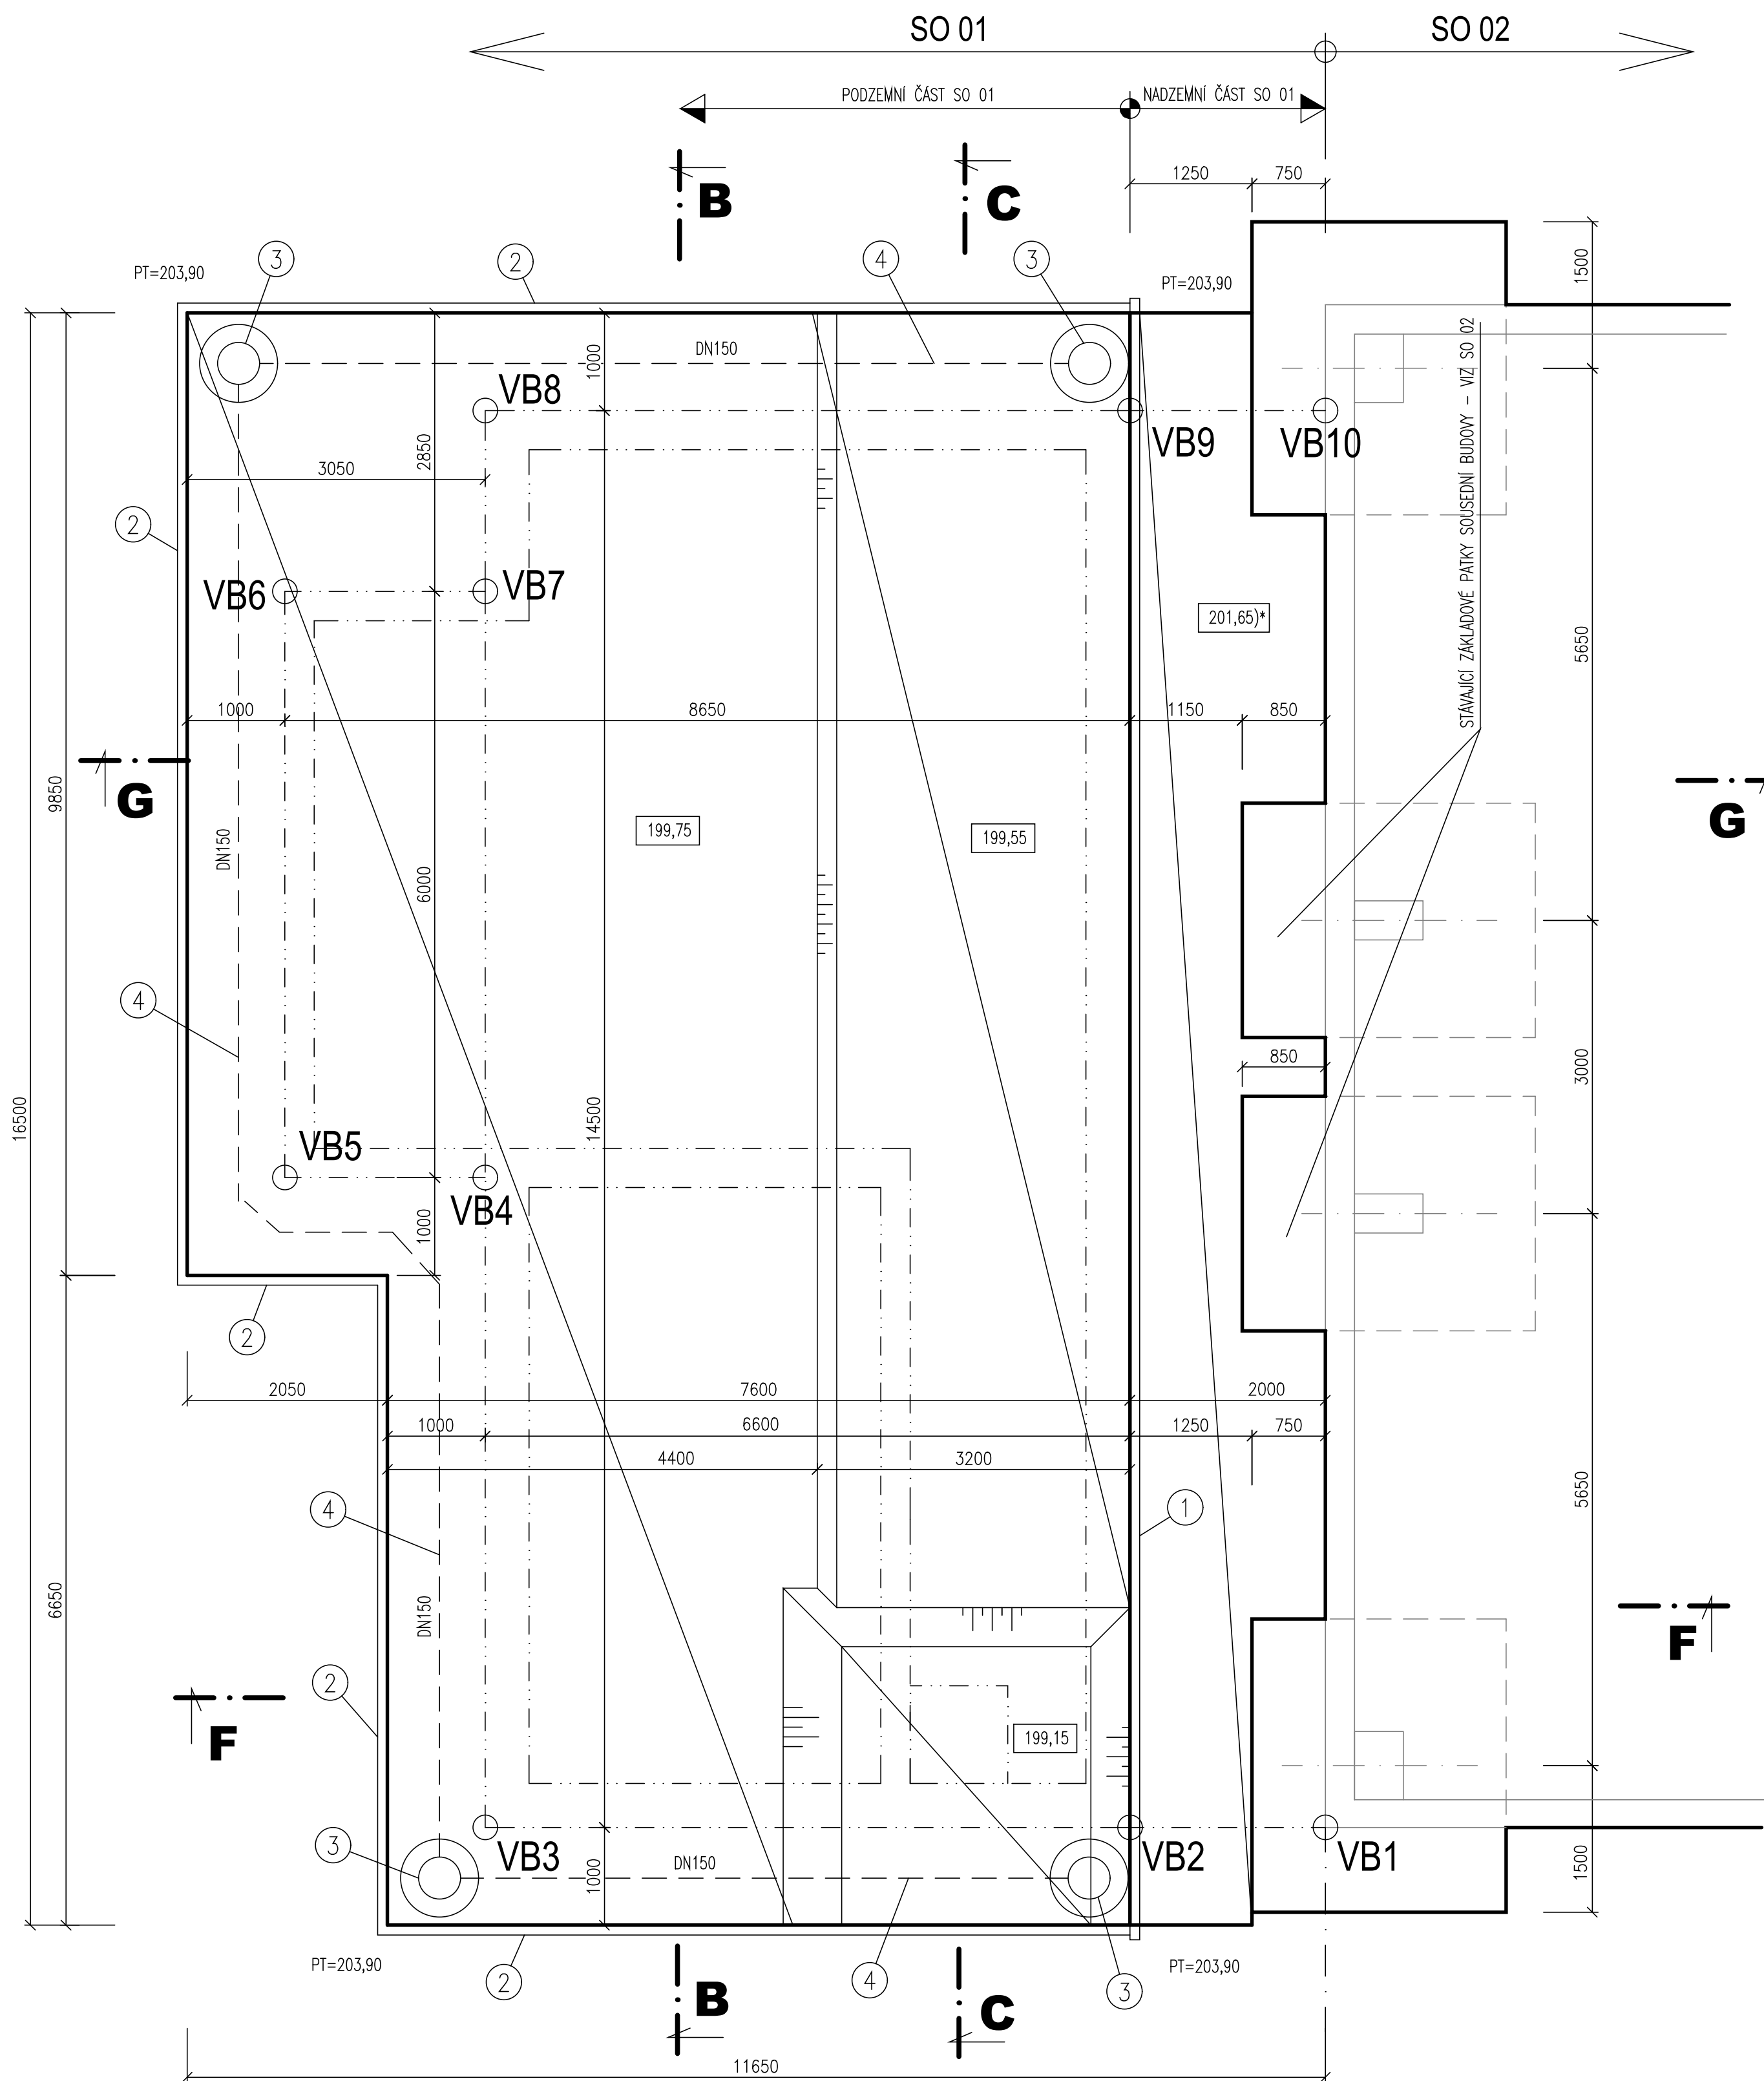 SO 01
SO 02
PODZEMNÍ ČÁST SO 01
NADZEMNÍ ČÁST SO 01
1250
750
B
C
PT=203,90
3
2
4
3
PT=203,90
1500
DN150
1000
VB8
VB9
VB10
2850
3050
2
VB6
VB7
STÁVAJÍCÍ ZÁKLADOVÉ PATKY SOUSEDNÍ BUDOVY - VIZ SO 02
201,65)*
5650
1000
8650
1150
850
G
9850
DN150
199,75
199,55
G
6000
4
850
3000
16500
14500
VB5
VB4
1000
2
2050
7600
2000
1000
6600
1250
750
4400
3200
4
1
5650
6650
DN150
F
2
F
199,15
3
VB3
DN150
VB2
VB1
1000
1500
PT=203,90
2
4
3
PT=203,90
B
C
11650